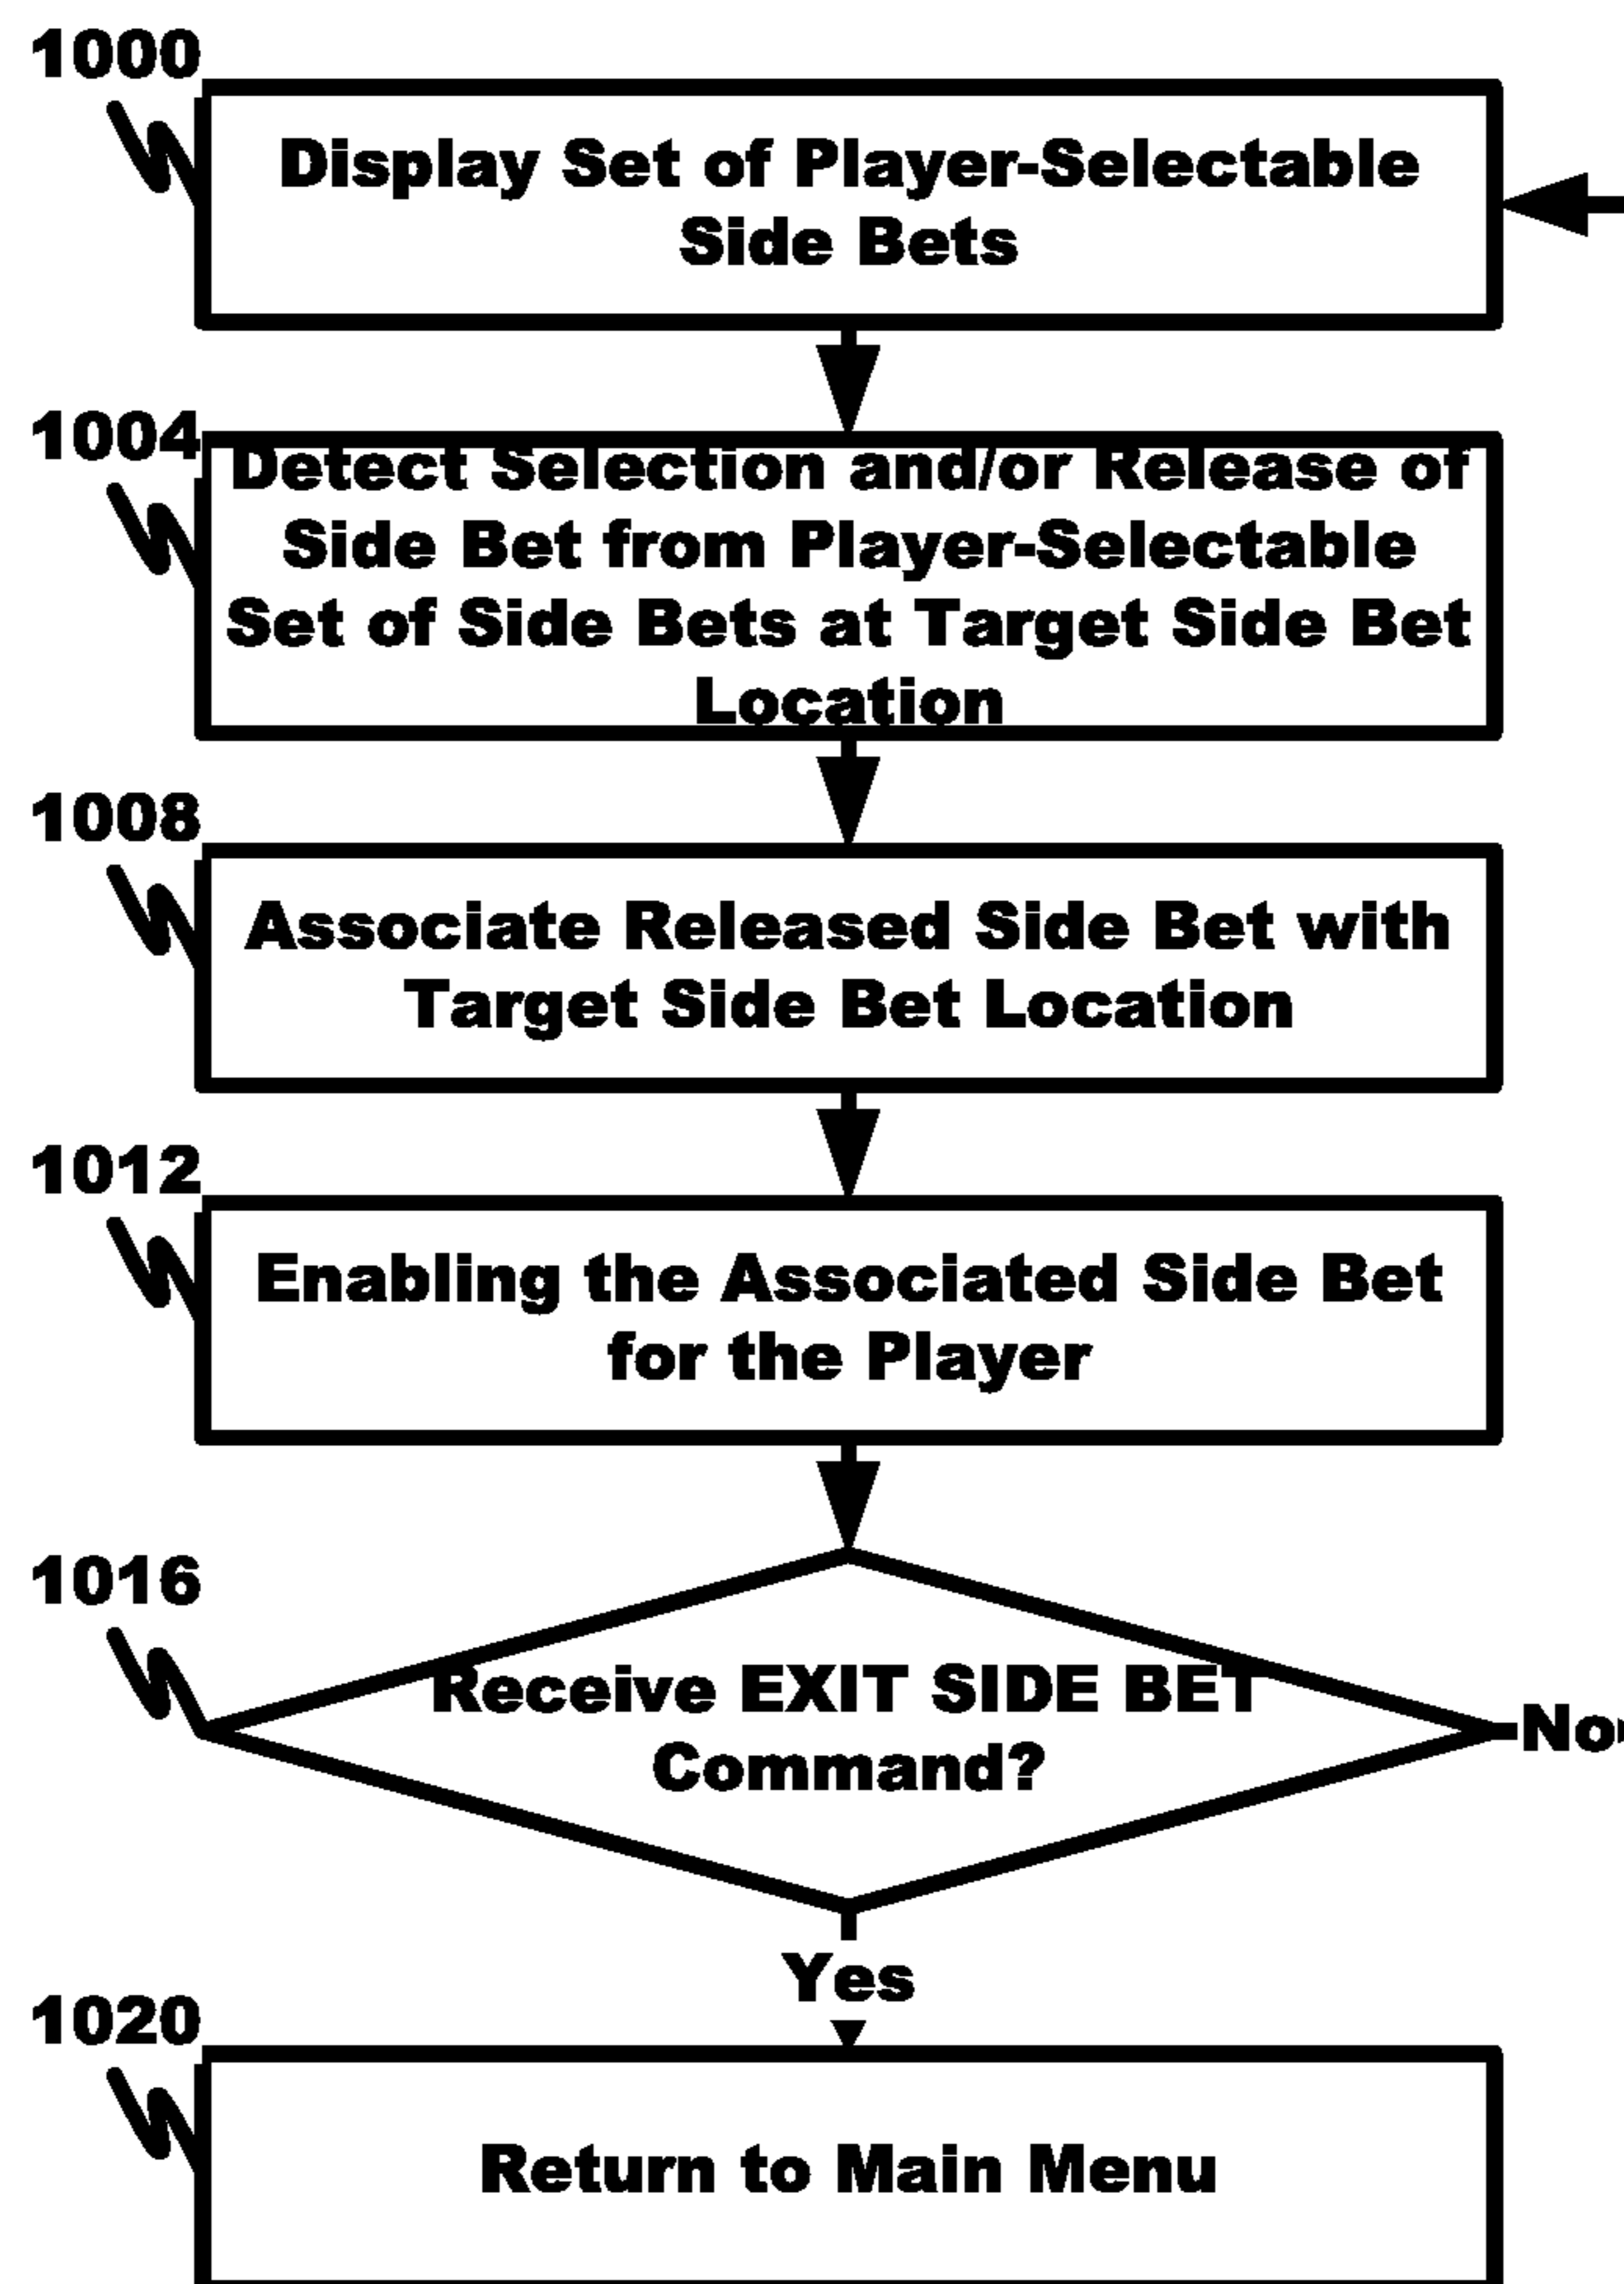 1000
Display Set of Player-Selectable
Side Bets
1004
Detect Selection and/or Release of
Side Bet from Player-Selectable
Set of Side Bets at Target Side Bet
Location
1008
Associate Released Side Bet with
Target Side Bet Location
1012
Enabling the Associated Side Bet
for the Player
1016
Receive EXIT SIDE BET
Command?
No
Yes
1020
Return to Main Menu